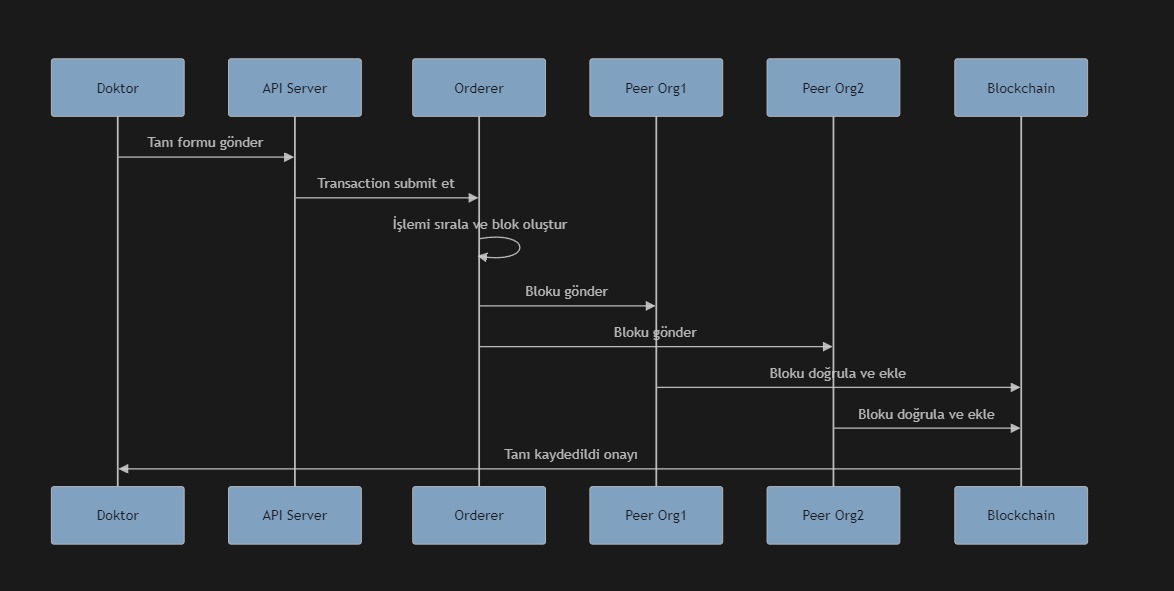 Doktor
API Server
Orderer
Peer Org1
Peer Org2
Blockchain
Tanı formu gönder
Transaction submit et
İşlemi sırala ve blok oluştur
Bloku gönder
Bloku gönder
Bloku doğrula ve ekle
Bloku doğrula ve ekle
Tanı kaydedildi onayı
Doktor
API Server
Orderer
Peer Org1
Peer Org2
Blockchain